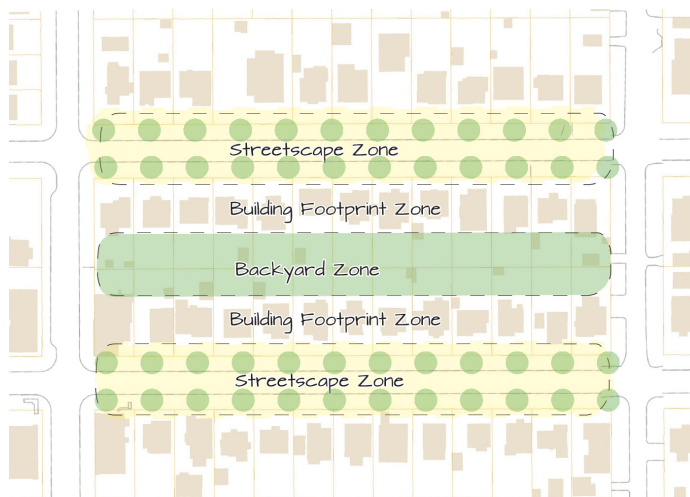 Streetscape Zone
Building Footprint Zone
Backyard Zone
Building Footprint Zone
Streetscape Zone